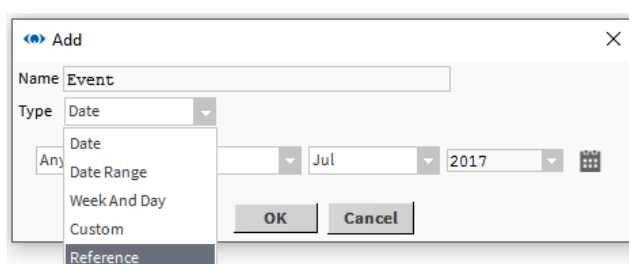 Add
Name Event
Type Date
Date
Any Jul 2017
Date Range
Week And Day
OK Cancel
Custom
Reference